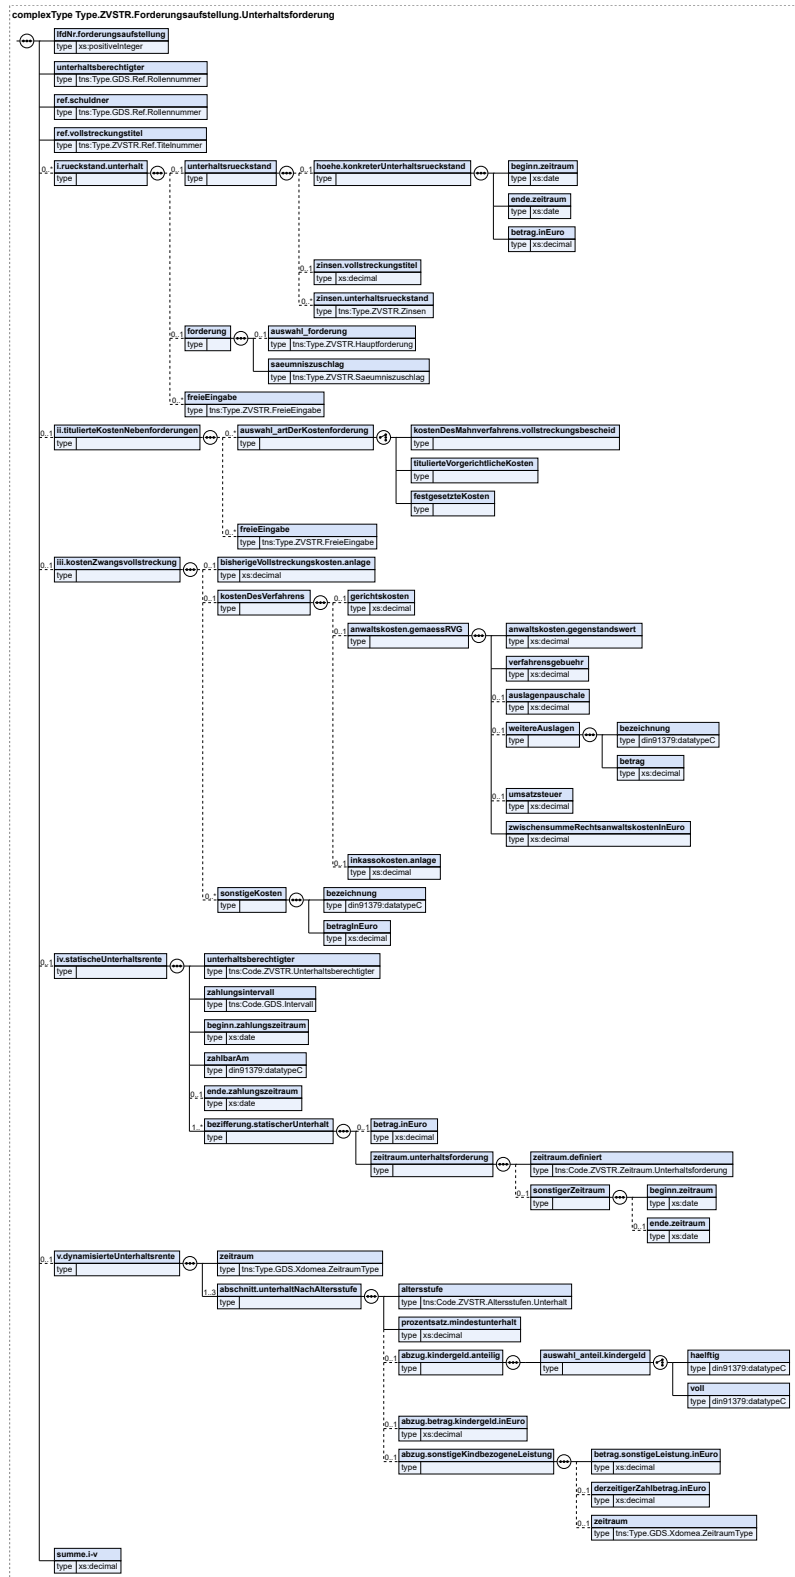 complexType Type.ZVSTR.Forderungsaufstellung.Unterhaltsforderung
lfdNr.forderungsaufstellung
type xs:positiveInteger
unterhaltsberechtigter
type tns:Type.GDS.Ref.Rollennummer
ref.schuldner
type tns:Type.GDS.Ref.Rollennummer
ref.vollstreckungstitel
type tns:Type.ZVSTR.Ref.Titelnummer
0..* i.rueckstand.unterhalt
type
0..1 unterhaltsrueckstand
type
0..1 hoehe.konkreterUnterhaltsrueckstand
type
beginn.zeitraum
type xs:date
ende.zeitraum
type xs:date
betrag.inEuro
type xs:decimal
0..1 zinsen.vollstreckungstitel
type xs:decimal
0..* zinsen.unterhaltsrueckstand
type tns:Type.ZVSTR.Zinsen
0..1 forderung
type
0..1 auswahl_forderung
type tns:Type.ZVSTR.Hauptforderung
saeumniszuschlag
type tns:Type.ZVSTR.Saeumniszuschlag
0..* freieEingabe
type tns:Type.ZVSTR.FreieEingabe
0..1 ii.titulierteKostenNebenforderungen
type
0..* auswahl_artDerKostenforderung
type
kostenDesMahnverfahrens.vollstreckungsbescheid
type
titulierteVorgerichtlicheKosten
type
festgesetzteKosten
type
0..* freieEingabe
type tns:Type.ZVSTR.FreieEingabe
0..1 iii.kostenZwangsvollstreckung
type
0..1 bisherigeVollstreckungskosten.anlage
type xs:decimal
0..1 kostenDesVerfahrens
type
0..1 gerichtskosten
type xs:decimal
0..1 anwaltskosten.gemaessRVG
type
anwaltskosten.gegenstandswert
type xs:decimal
verfahrensgebuehr
type xs:decimal
0..1 auslagenpauschale
type xs:decimal
0..1 weitereAuslagen
type
bezeichnung
type din91379:datatypeC
betrag
type xs:decimal
0..1 umsatzsteuer
type xs:decimal
zwischensummeRechtsanwaltskostenInEuro
type xs:decimal
0..1 inkassokosten.anlage
type xs:decimal
0..* sonstigeKosten
type
bezeichnung
type din91379:datatypeC
betragInEuro
type xs:decimal
0..1 iv.statischeUnterhaltsrente
type
unterhaltsberechtigter
type tns:Code.ZVSTR.Unterhaltsberechtigter
zahlungsintervall
type tns:Code.GDS.Intervall
beginn.zahlungszeitraum
type xs:date
zahlbarAm
type din91379:datatypeC
0..1 ende.zahlungszeitraum
type xs:date
1..* bezifferung.statischerUnterhalt
type
0..1 betrag.inEuro
type xs:decimal
zeitraum.unterhaltsforderung
type
zeitraum.definiert
type tns:Code.ZVSTR.Zeitraum.Unterhaltsforderung
0..1 sonstigerZeitraum
type
beginn.zeitraum
type xs:date
0..1 ende.zeitraum
type xs:date
0..1 v.dynamisierteUnterhaltsrente
type
zeitraum
type tns:Type.GDS.Xdomea.ZeitraumType
1..3 abschnitt.unterhaltNachAltersstufe
type
altersstufe
type tns:Code.ZVSTR.Altersstufen.Unterhalt
prozentsatz.mindestunterhalt
type xs:decimal
0..1 abzug.kindergeld.anteilig
type
auswahl_anteil.kindergeld
type
haelftig
type din91379:datatypeC
voll
type din91379:datatypeC
0..1 abzug.betrag.kindergeld.inEuro
type xs:decimal
0..1 abzug.sonstigeKindbezogeneLeistung
type
betrag.sonstigeLeistung.inEuro
type xs:decimal
0..1 derzeitigerZahlbetrag.inEuro
type xs:decimal
0..1 zeitraum
type tns:Type.GDS.Xdomea.ZeitraumType
summe.i-v
type xs:decimal